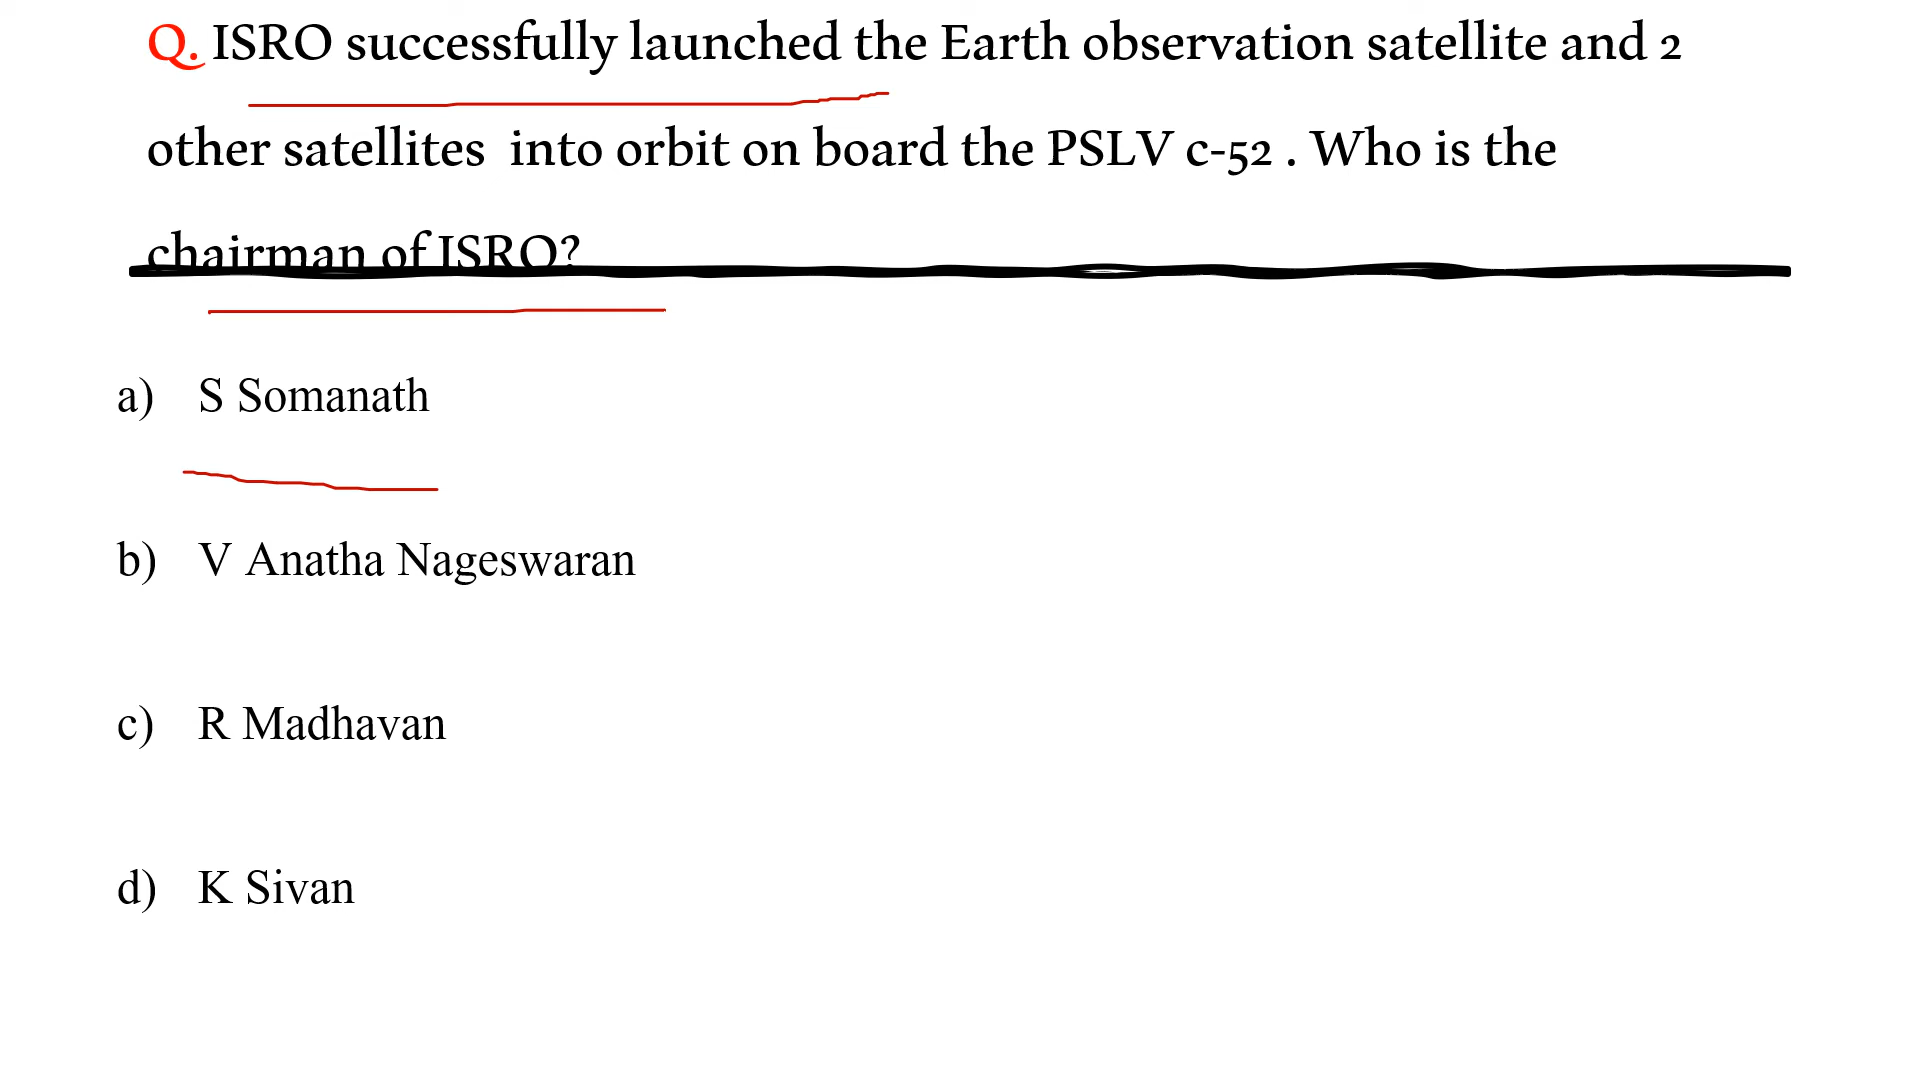 Q. ISRO successfully launched the Earth observation satellite and 2
other satellites into orbit on board the PSLV c-52 . Who is the
chairman of ISRO?
a) S Somanath
b) V Anatha Nageswaran
c) R Madhavan
d) K Sivan